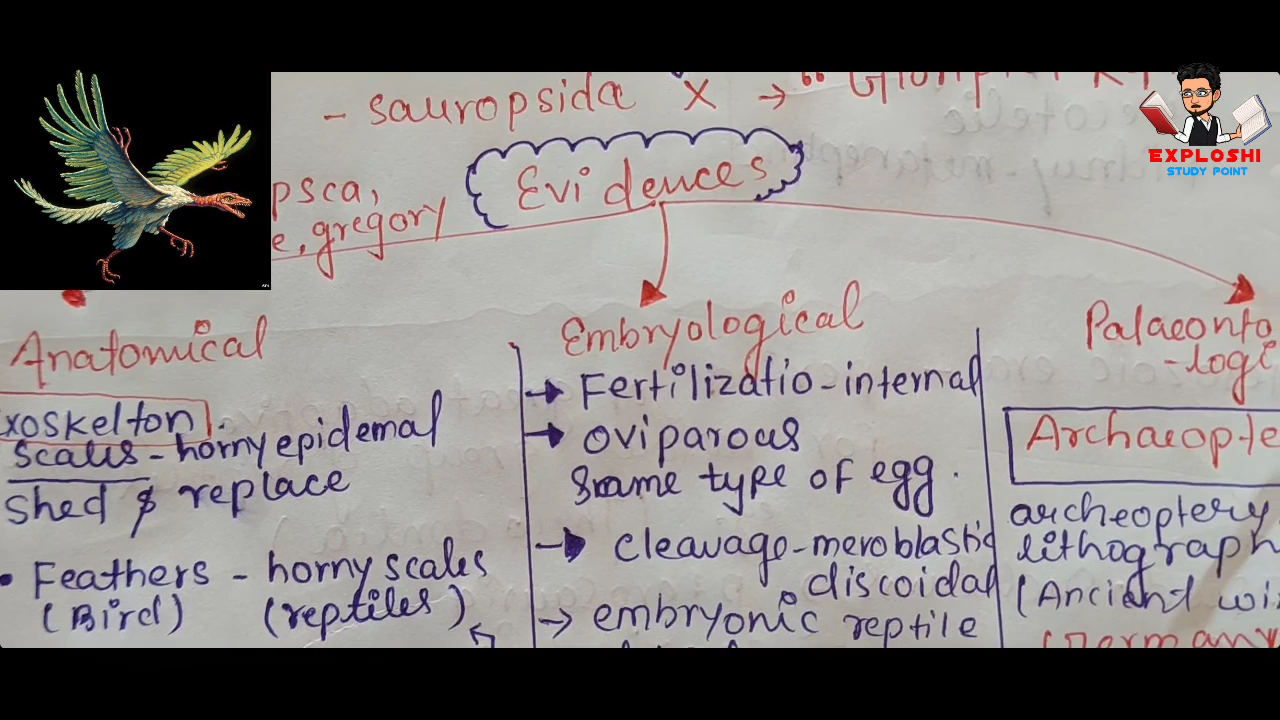 - sauropsida X →
EXPLOSHI
STUDY POINT
Evidences
psca,
e, gregory
Anatomical
xoskelton
scales - horny epidemal
shed & replace
• Feathers - horny scales
(Bird) (reptiles)
Embryological
→ Fertilizatio - internal
→ oviparous
same type of egg.
→ cleavage - meroblastic
discoidal
→ embryonic reptile
Palaeonto
-logi
Archaeopte
archeoptery
lithograph
(Ancient wi
(Germany